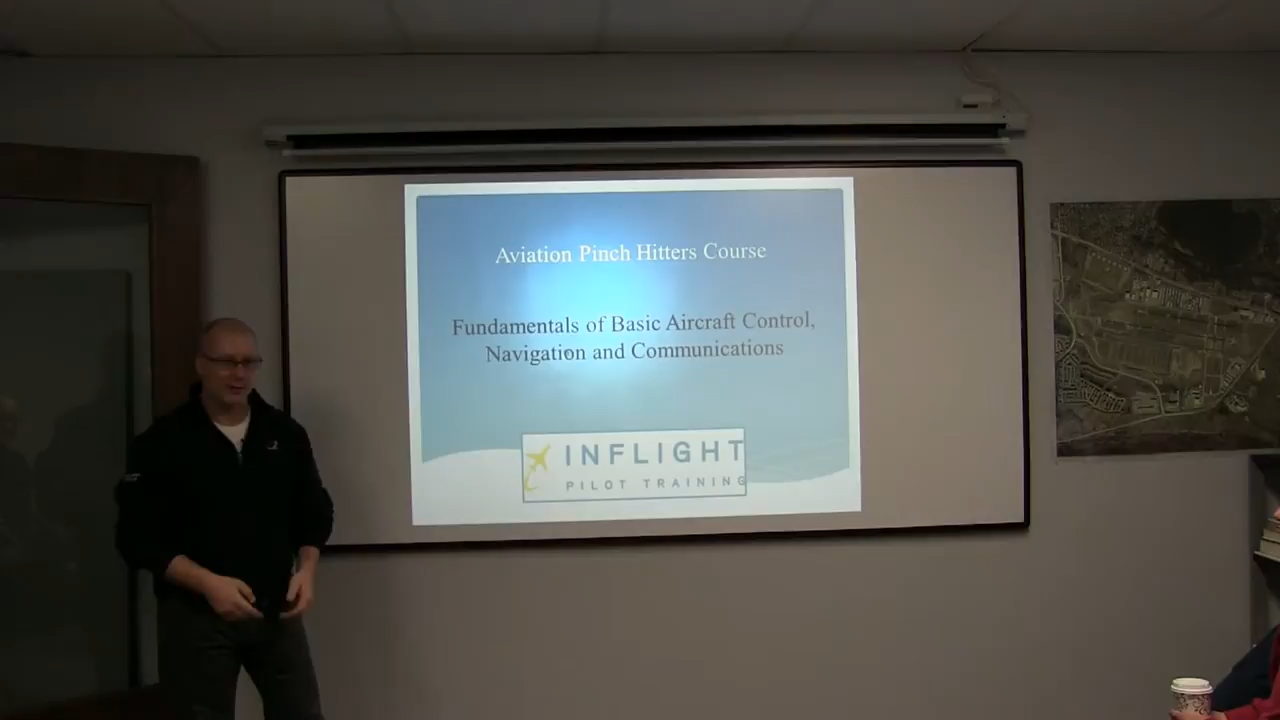 Aviation Pinch Hitters Course
Fundamentals of Basic Aircraft Control,
Navigation and Communications
INFLIGHT
PILOT TRAINING